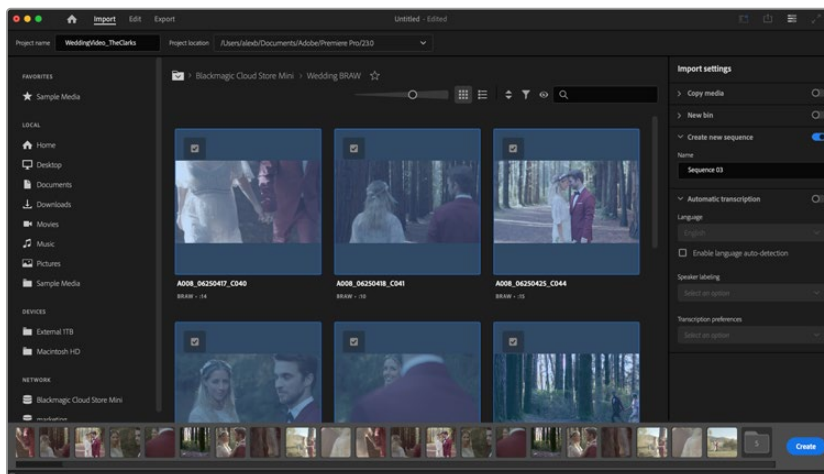 Import Edit Export Untitled - Edited
Project name WeddingVideo_TheClarks Project location /Users/alexb/Documents/Adobe/Premiere Pro/23.0
FAVORITES
Sample Media
LOCAL
Home
Desktop
Documents
Downloads
Movies
Music
Pictures
Sample Media
DEVICES
External 1TB
Macintosh HD
NETWORK
Blackmagic Cloud Store Mini
marketing
Blackmagic Cloud Store Mini › Wedding BRAW
A008_06250417_C040
BRAW • :14
A008_06250418_C041
BRAW • :10
A008_06250425_C044
BRAW • :15
Import settings
Copy media
New bin
Create new sequence
Name
Sequence 03
Automatic transcription
Language
English
Enable language auto-detection
Speaker labeling
Select an option
Transcription preferences
Select an option
5
Create